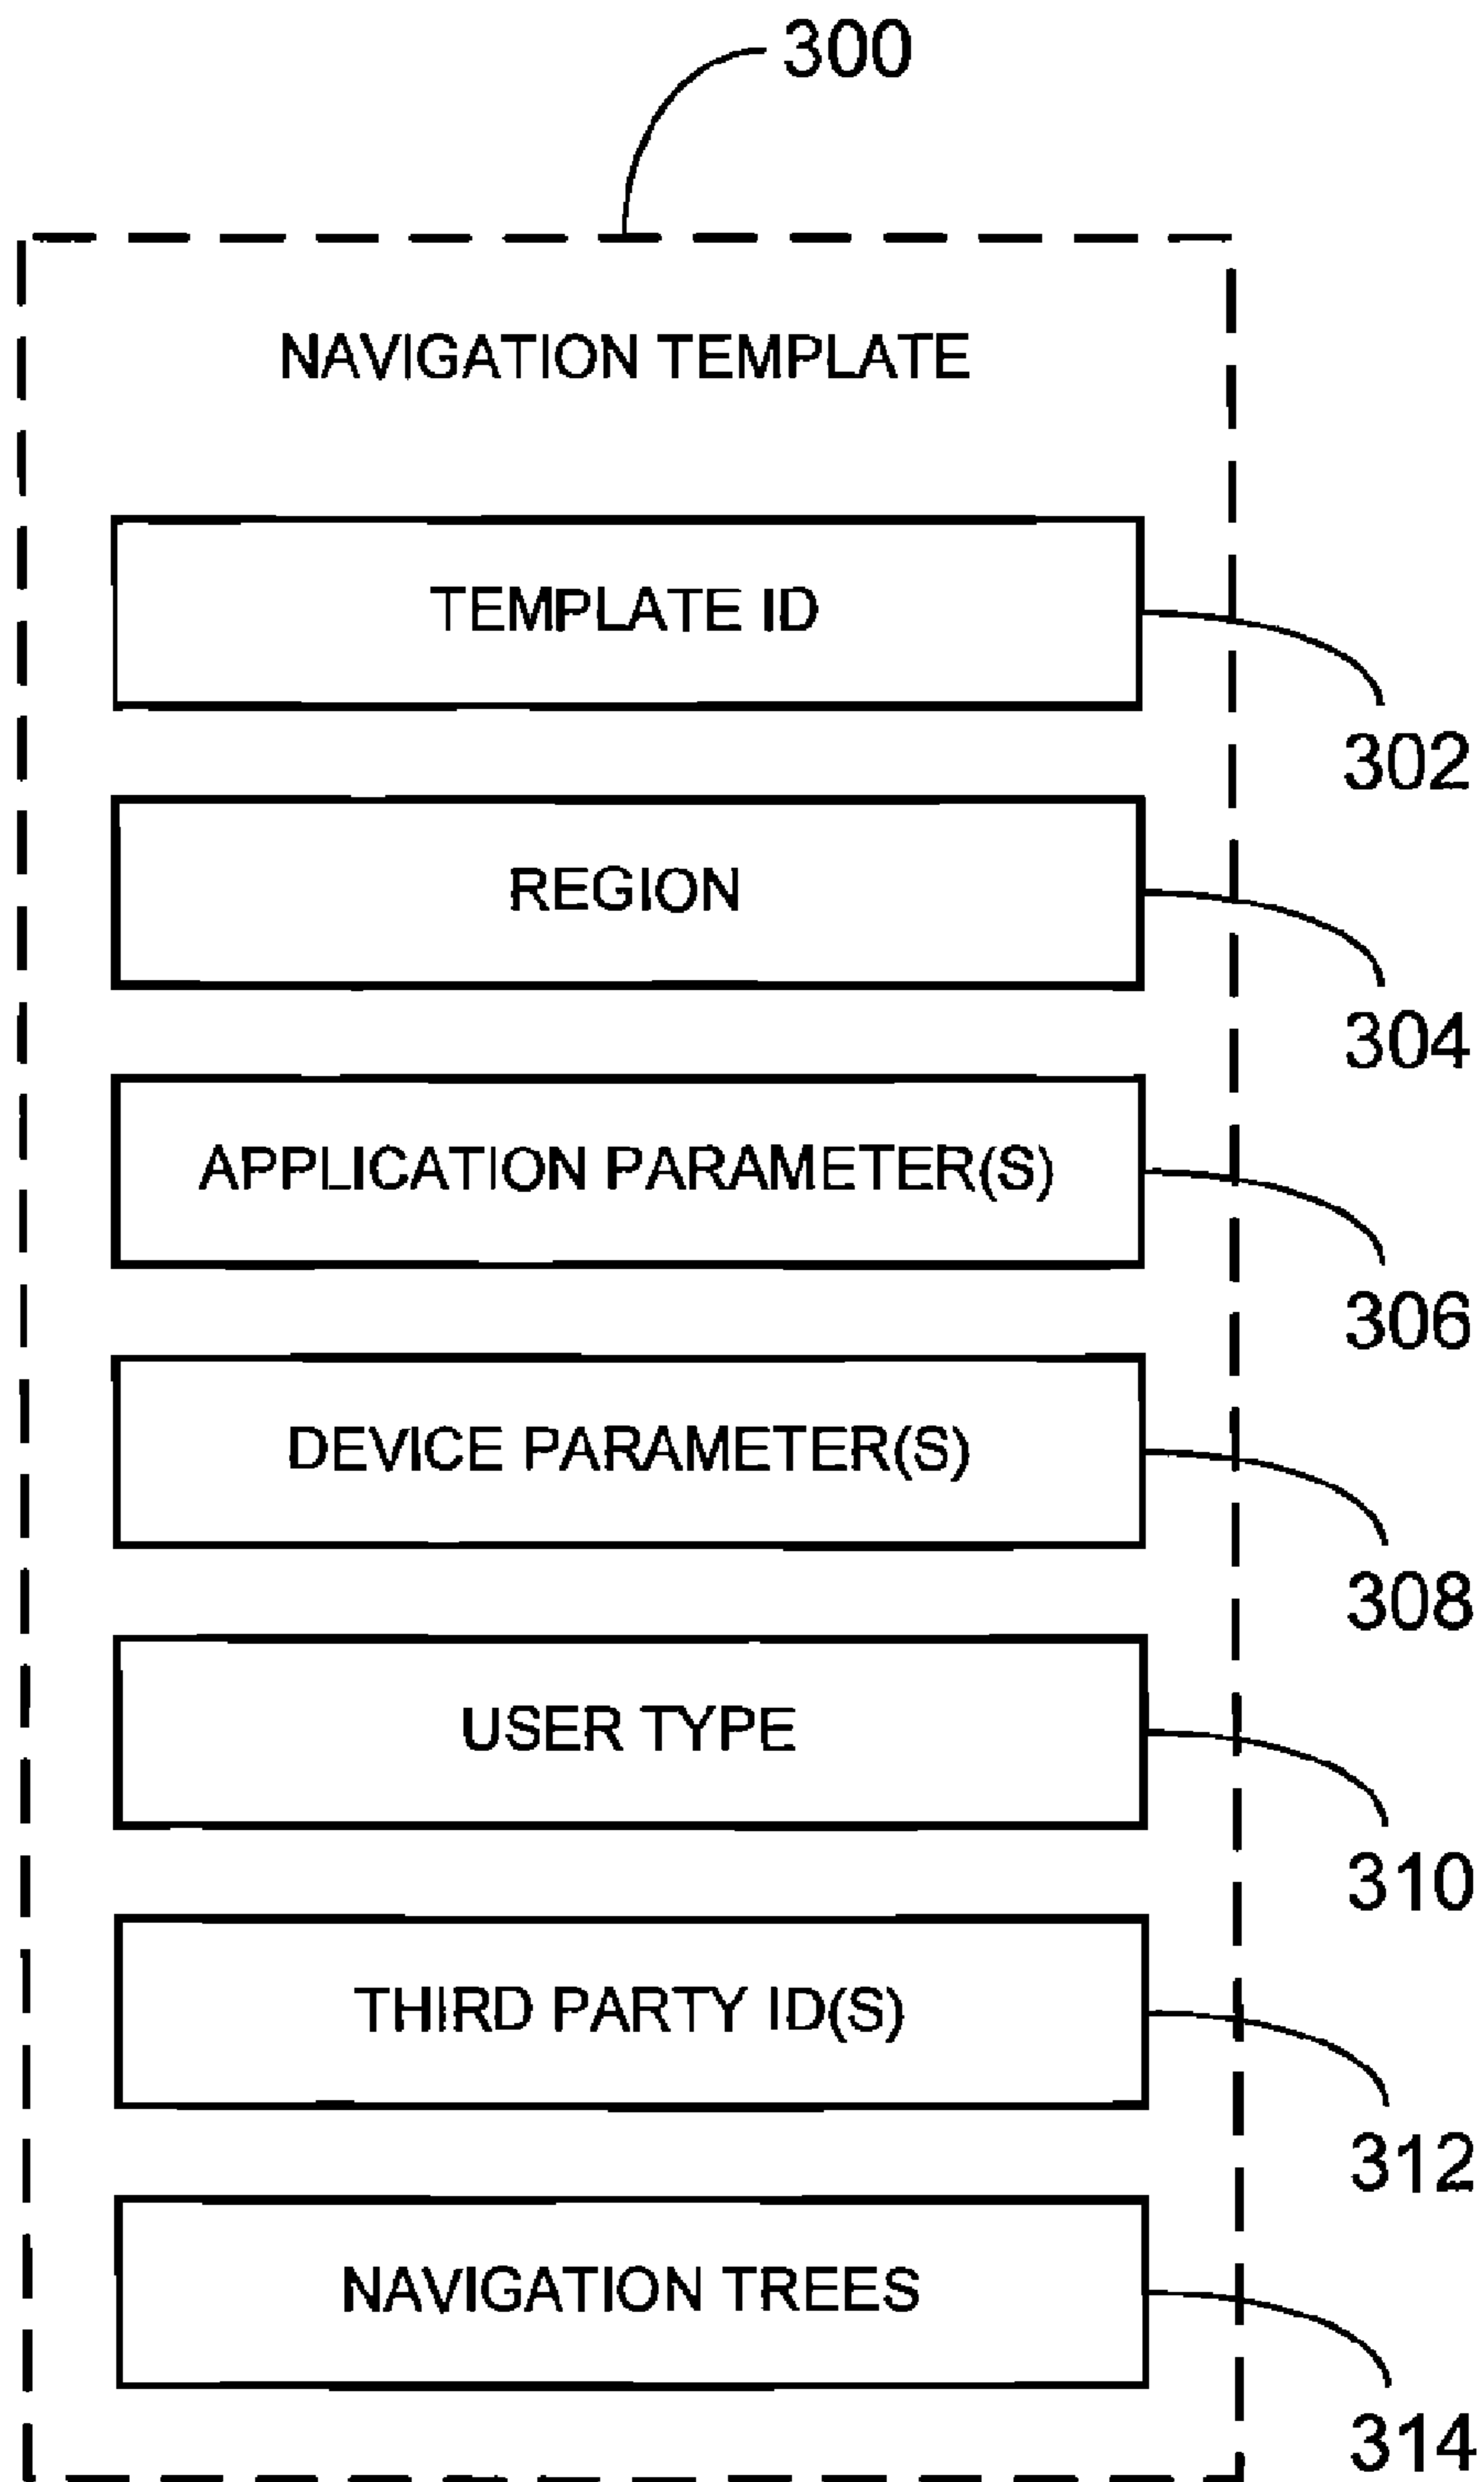 300
NAVIGATION TEMPLATE
TEMPLATE ID
302
REGION
304
APPLICATION PARAMETER(S)
306
DEVICE PARAMETER(S)
308
USER TYPE
310
THIRD PARTY ID(S)
312
NAVIGATION TREES
314